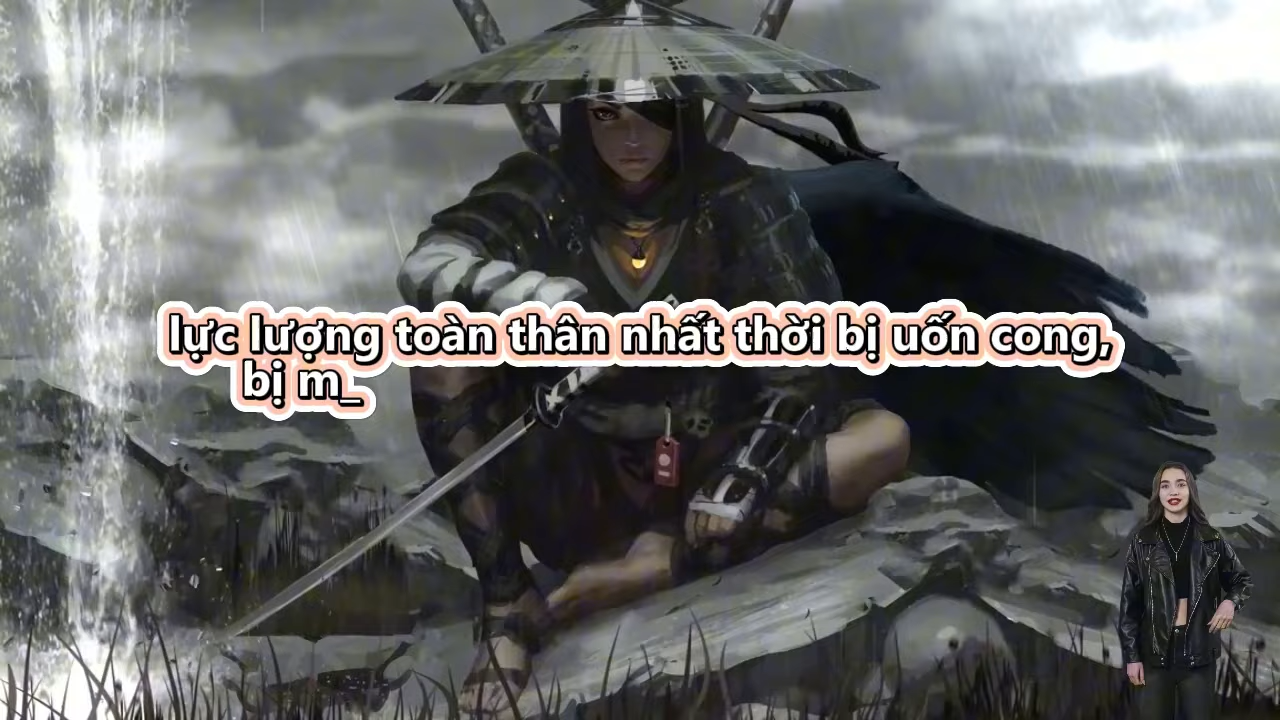 lực lượng toàn thân nhất thời bị uốn cong,
bị m_